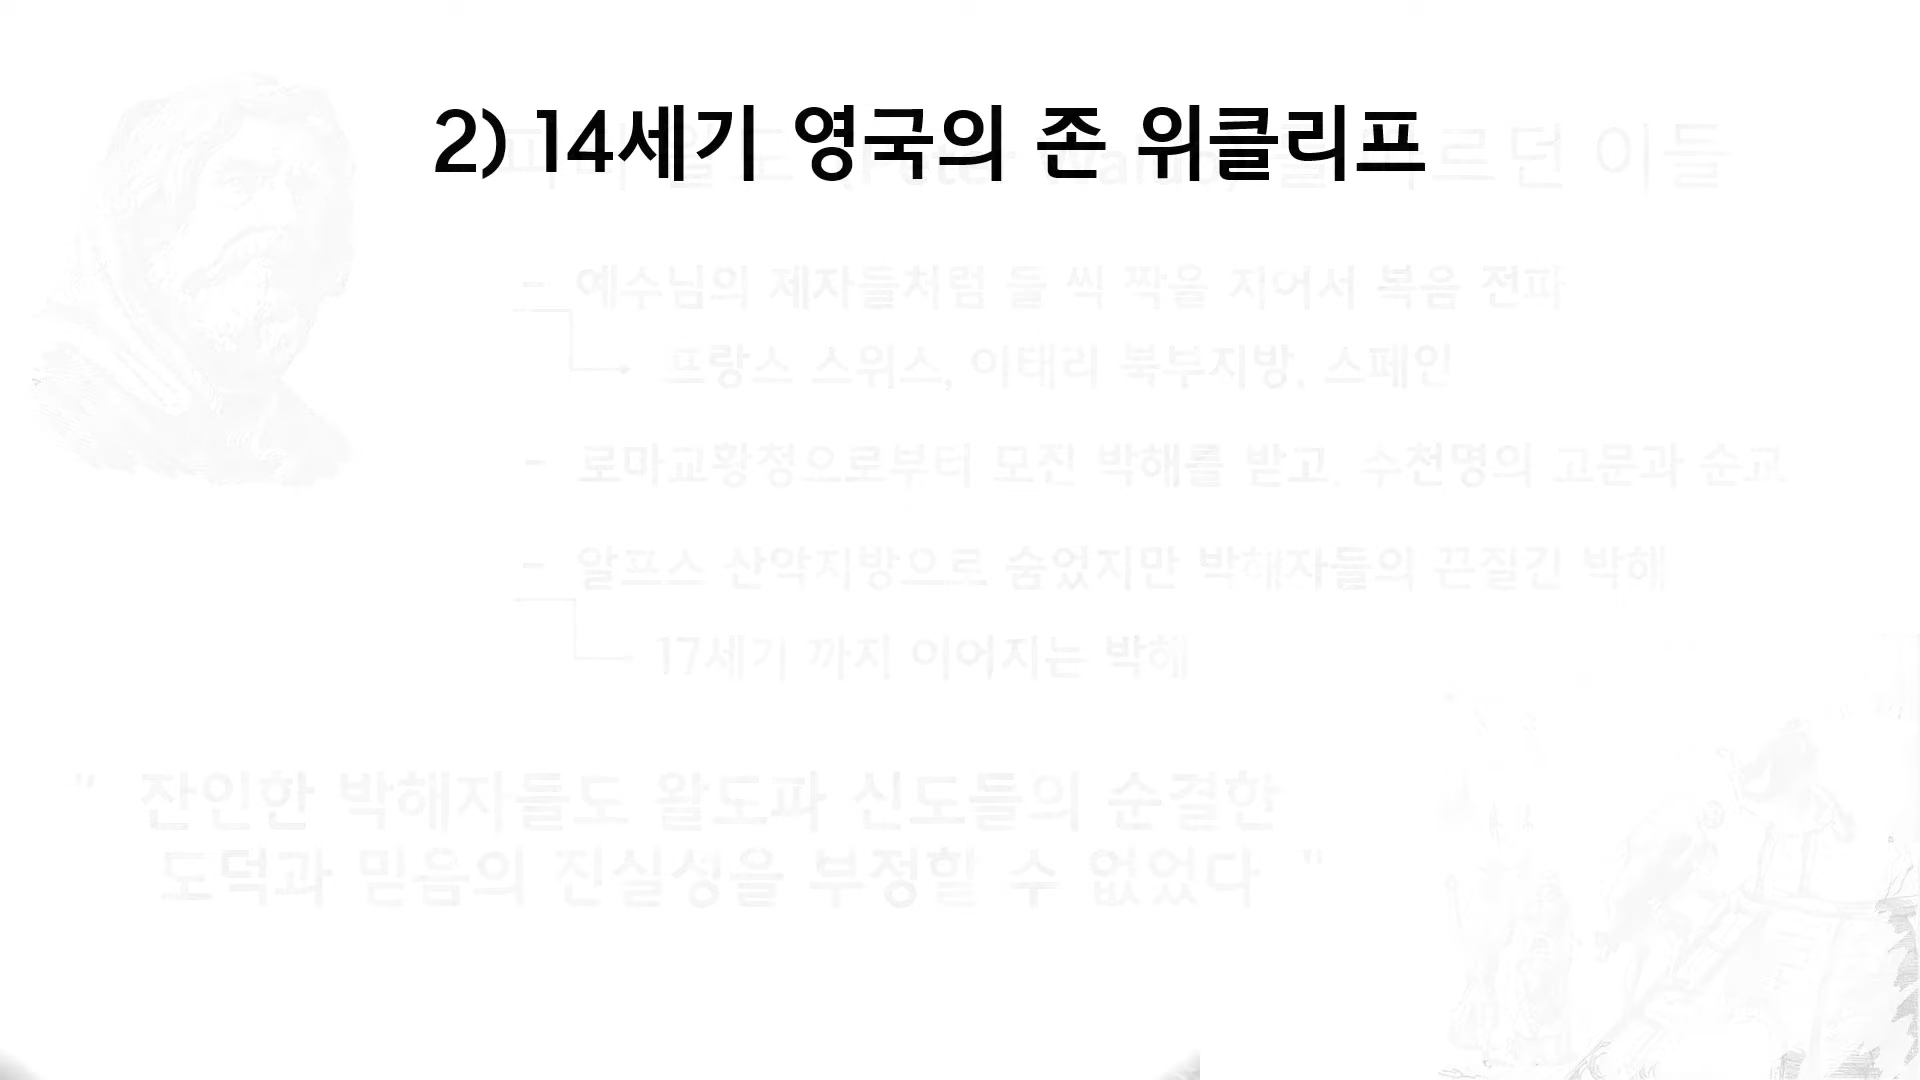 2) 14세기 영국의 존 위클리프
르던 이들
- 예수님의 제자들처럼 둘 씩 짝을 지어서 복음 전파
프랑스 스위스, 이태리 북부지방, 스페인
- 로마교황청으로부터 모진 박해를 받고, 수천명의 고문과 순교
- 알프스 산악지방으로 숨었지만 박해자들의 끈질긴 박해
17세기 까지 이어지는 박해
" 잔인한 박해자들도 왈도파 신도들의 순결한
도덕과 믿음의 진실성을 부정할 수 없었다 "